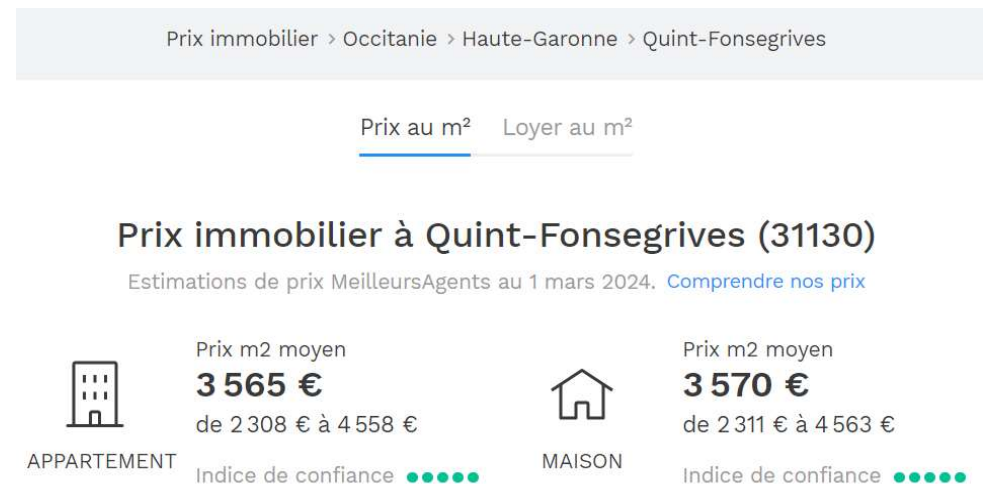 Prix immobilier > Occitanie > Haute-Garonne > Quint-Fonsegrives
Prix au m² Loyer au m²
Prix immobilier à Quint-Fonsegrives (31130)
Estimations de prix MeilleursAgents au 1 mars 2024. Comprendre nos prix
Prix m2 moyen
3 565 €
de 2 308 € à 4 558 €
APPARTEMENT
Indice de confiance
Prix m2 moyen
3 570 €
de 2 311 € à 4 563 €
MAISON
Indice de confiance